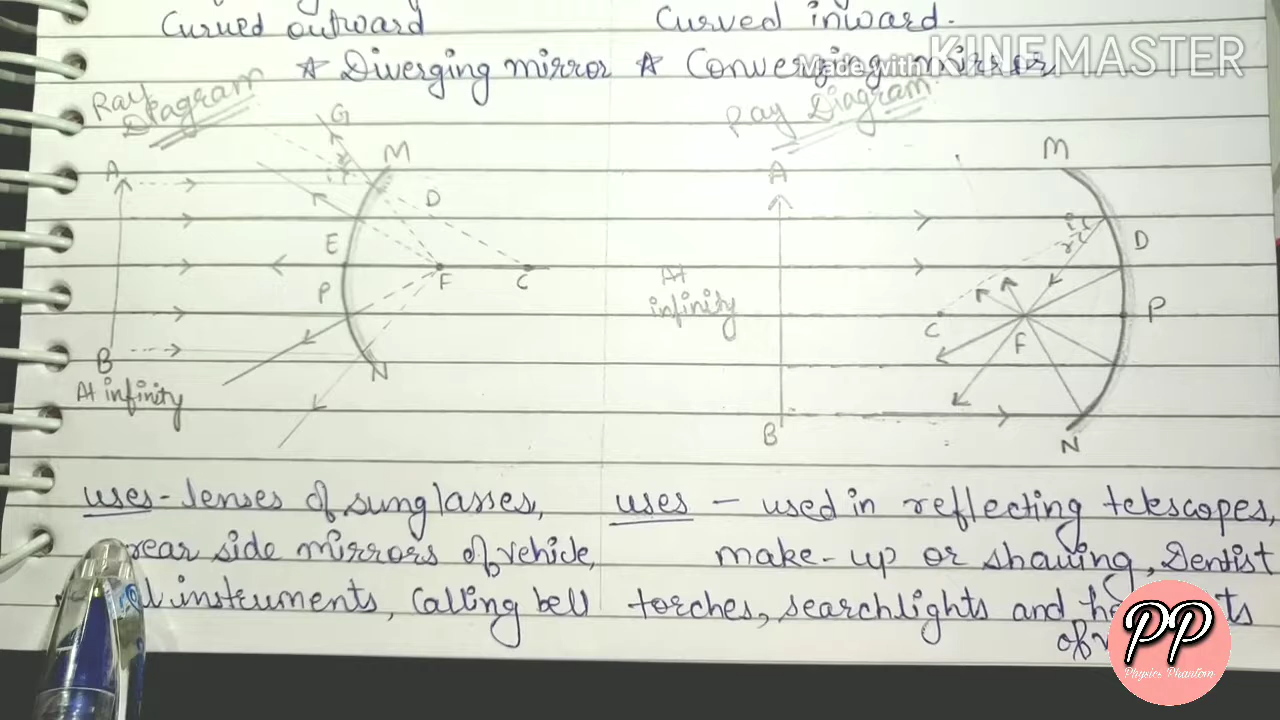 Curved outward
Curved inward.
Made with KINEMASTER
☆ Diverging mirror ☆ Converging mirror
Ray
Diagram
Ray Diagram
G
M
A
D
E
F
C
P
B
N
At infinity
M
A
i
r
D
At
infinity
C
F
P
B
N
uses - lenses of sunglasses,
rear side mirrors of vehicle,
instruments, Calling bell
uses - used in reflecting telescopes,
make-up or shaving, Dentist
torches, searchlights and
PP
Physics Phantom